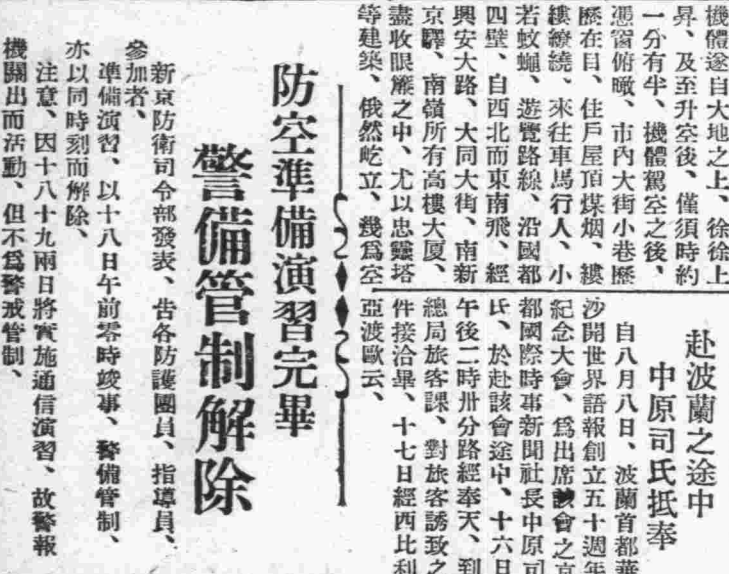 機體遂自大地之上、徐徐上
昇、及至升空後、僅須時約
一分有半、機體駕空之後、
憑窗俯瞰、市內大街小巷歷
歷在目、住戶屋頂煤烟、縷
縷繚繞、來往車馬行人、小
若蚊蝇、遊覽路線、沿國都
四壁、自西北而東南飛、經
興安大路、大同大街、南新
京驛、南嶺所有高樓大厦、
盡收眼簾之中、尤以忠靈塔
等建築、俄然屹立、幾爲空
赴波蘭之途中
中原司氏抵奉
自八月八日、波蘭首都華
沙開世界語報創立五十週年
紀念大會、爲出席該會之京
都國際時事新聞社長中原司
氏、於赴該會途中、十六日
午後二時卅分路經奉天、到
總局旅客課、對旅客誘致之
件接洽畢、十七日經西比利
亞渡歐云、
防空準備演習完畢
警備管制解除
新京防衛司令部發表、告各防護團員、指導員、
參加者、
準備演習、以十八日午前零時竣事、警備管制、
亦以同時刻而解除、
注意、因十八十九兩日將實施通信演習、故警報
機關出而活動、但不爲警戒管制、